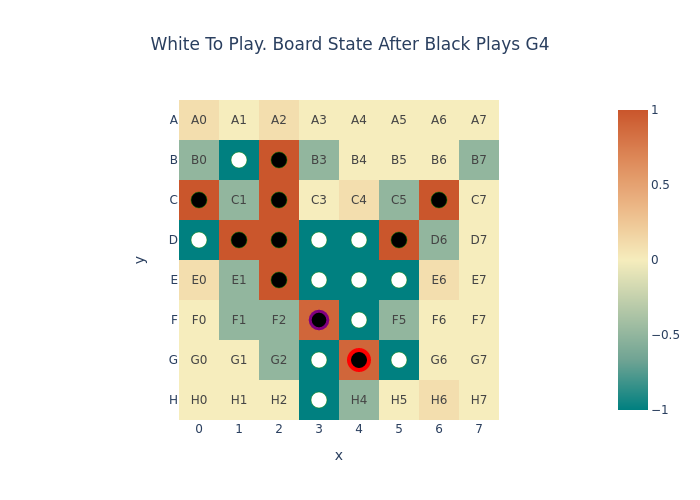 White To Play. Board State After Black Plays G4
A A0 A1 A2 A3 A4 A5 A6 A7
B B0 B3 B4 B5 B6 B7
C C1 C3 C4 C5 C7
D D6 D7
E E0 E1 E6 E7
F F0 F1 F2 F5 F6 F7
G G0 G1 G2 G6 G7
H H0 H1 H2 H4 H5 H6 H7
0 1 2 3 4 5 6 7
x
y
1
0.5
0
−0.5
−1